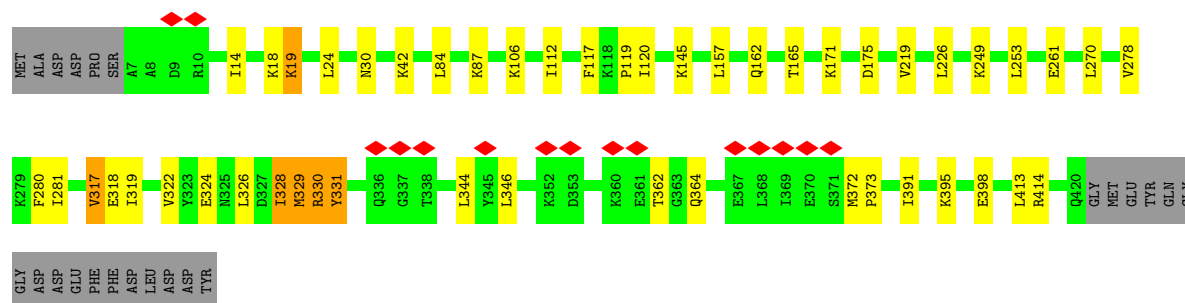 MET ALA ASP ASP PRO SER A7 A8 D9 R10 I14 K18 K19 L24 N30 K42 L84 K87 K106 I112 F117 K118 P119 I120 K145 L157 Q162 T165 K171 D175 V219 L226 K249 L253 E261 L270 V278
K279 F280 I281 V317 E318 I319 V322 Y323 E324 N325 L326 D327 I328 M329 R330 Y331 Q336 G337 T338 L344 Y345 L346 K352 D353 K360 E361 T362 G363 Q364 E367 L368 I369 E370 S371 M372 P373 I391 K395 E398 L413 R414 Q420 GLY MET GLU TYR GLN
GLY ASP ASP GLU PHE PHE ASP LEU ASP ASP TYR